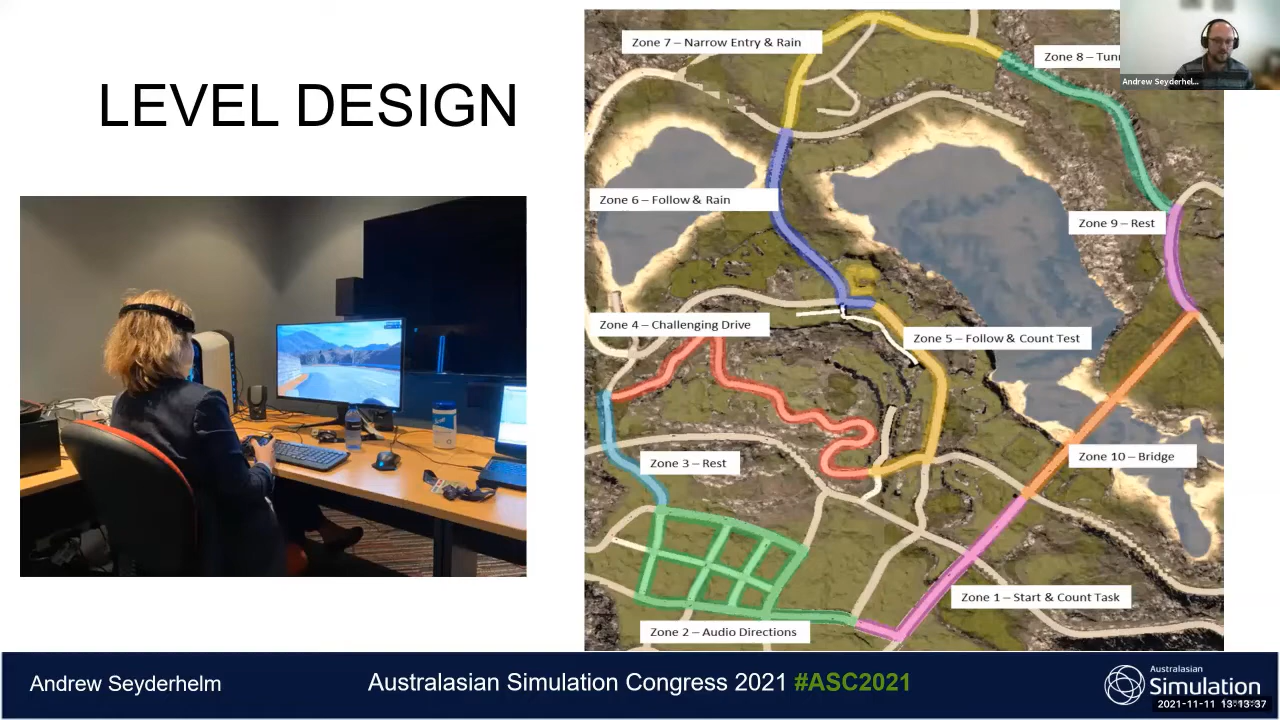 LEVEL DESIGN
Zone 7 – Narrow Entry & Rain
Zone 8 –
Andrew Seyderhel...
Zone 6 – Follow & Rain
Zone 9 – Rest
Zone 4 – Challenging Drive
Zone 5 – Follow & Count Test
Zone 3 – Rest
Zone 10 – Bridge
Zone 1 – Start & Count Task
Zone 2 – Audio Directions
Andrew Seyderhelm
Australasian Simulation Congress 2021 #ASC2021
Australasian
Simulation
2021-11-11 13:13:37